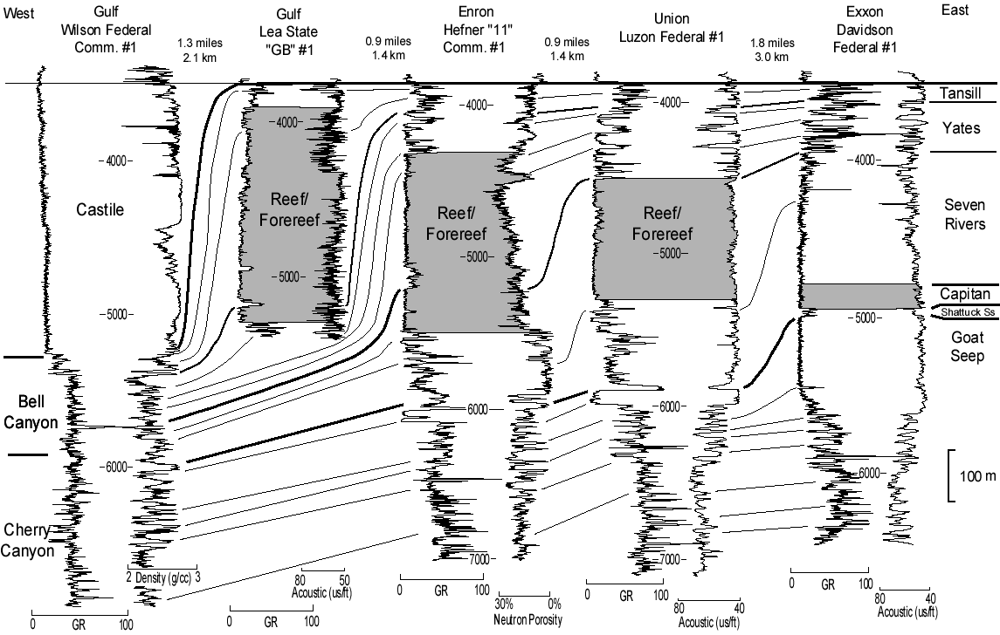 West
Gulf
Wilson Federal
Comm. #1
1.3 miles
2.1 km
Gulf
Lea State
"GB" #1
0.9 miles
1.4 km
Enron
Hefner "11"
Comm. #1
0.9 miles
1.4 km
Union
Luzon Federal #1
1.8 miles
3.0 km
Exxon
Davidson
Federal #1
East
-4000-
-5000-
-6000-
Castile
Bell
Canyon
Cherry
Canyon
-4000-
Reef/
Forereef
-5000-
-4000-
Reef/
Forereef
-5000-
6000-
-7000-
-4000-
Reef/
Forereef
-5000-
-6000-
-7000-
-4000-
-5000-
-6000-
Tansill
Yates
Seven
Rivers
Capitan
Shattuck Ss
Goat
Seep
100 m
2 Density (g/cc) 3
0 GR 100
80 50
Acoustic (us/ft)
0 GR 100
0 GR 100
30% 0%
Neutron Porosity
0 GR 100
80 40
Acoustic (us/ft)
0 GR 100
80 40
Acoustic (us/ft)